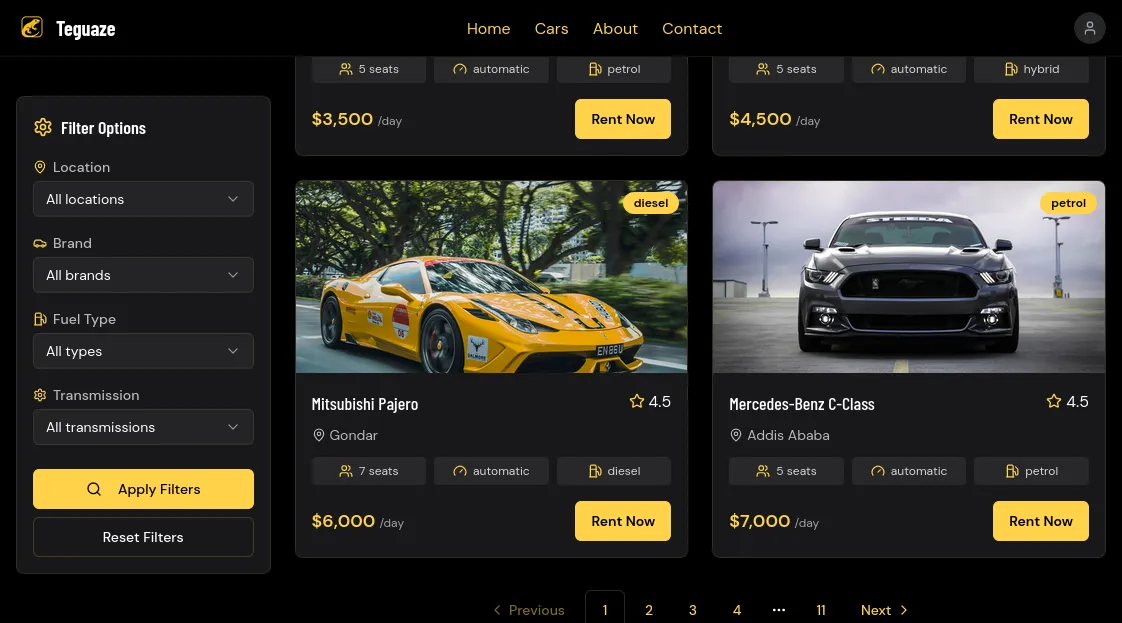 Teguaze
Home
Cars
About
Contact
Filter Options
Location
All locations
Brand
All brands
Fuel Type
All types
Transmission
All transmissions
Apply Filters
Reset Filters
5 seats
automatic
petrol
$3,500 /day
Rent Now
5 seats
automatic
hybrid
$4,500 /day
Rent Now
diesel
EN88U
Mitsubishi Pajero
4.5
Gondar
7 seats
automatic
diesel
$6,000 /day
Rent Now
petrol
STEEDA
Mercedes-Benz C-Class
4.5
Addis Ababa
5 seats
automatic
petrol
$7,000 /day
Rent Now
Previous
1
2
3
4
...
11
Next